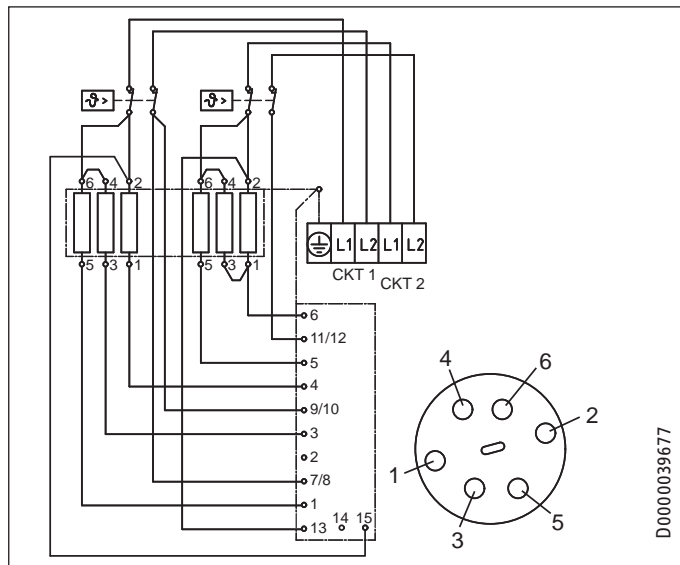 ϑ > ϑ >
6 4 2 6 4 2
L1 L2 L1 L2
CKT 1 CKT 2
5 3 1 5 3 1
6
11/12
5
4
9/10
3
2
7/8
1
13 14 15
4 6
2
1
3 5
D0000039677